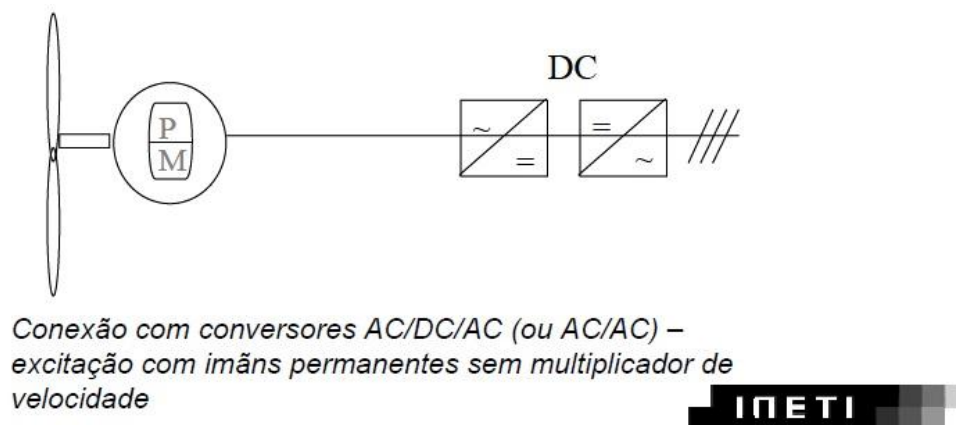 DC
P
M
~
=
=
~
Conexão com conversores AC/DC/AC (ou AC/AC) –
excitação com imãns permanentes sem multiplicador de
velocidade
INETI